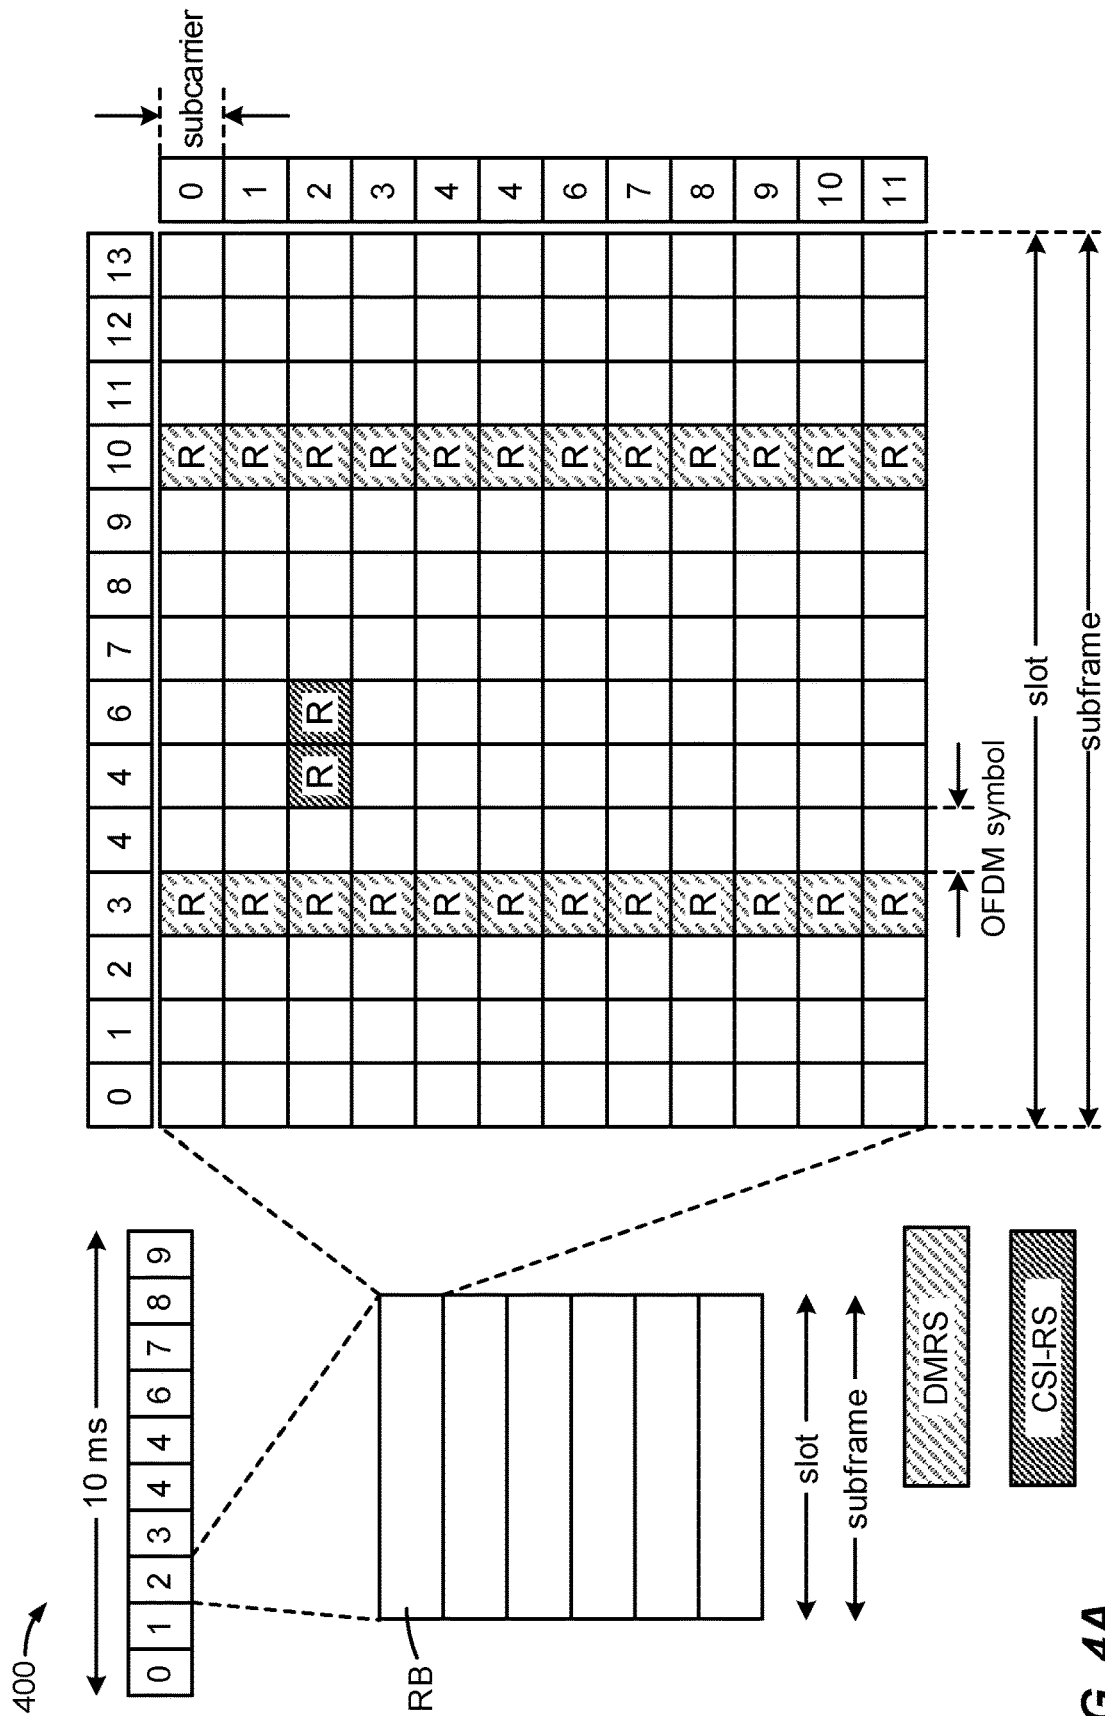 400
10 ms
0 1 2 3 4 4 6 7 8 9
RB
slot
subframe
DMRS
CSI-RS
0 1 2 3 4 4 6 7 8 9 10 11 12 13
subcarrier
0 R R
1 R R
2 R R R R
3 R R
4 R R
4 R R
6 R R
7 R R
8 R R
9 R R
10 R R
11 R R
OFDM symbol
slot
subframe
G. 4A